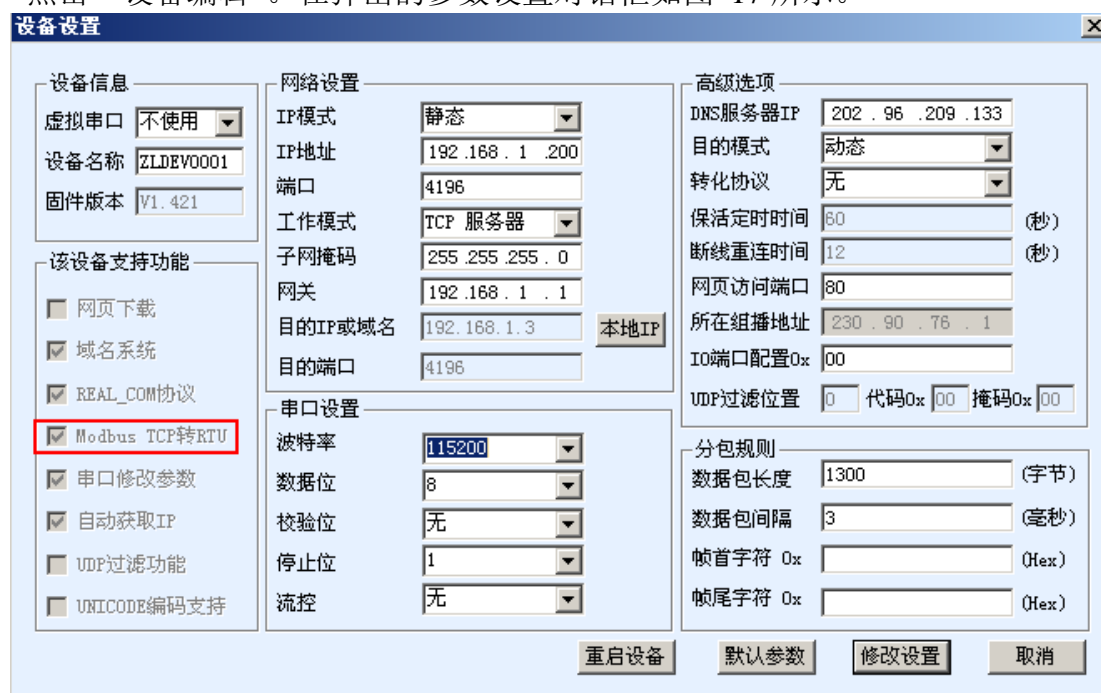 设备设置
设备信息
虚拟串口 不使用
设备名称 ZLDEV0001
固件版本 V1.421
该设备支持功能
网页下载
域名系统
REAL_COM协议
Modbus TCP转RTU
串口修改参数
自动获取IP
UDP过滤功能
UNICODE编码支持
网络设置
IP模式 静态
IP地址 192 .168 . 1 .200
端口 4196
工作模式 TCP 服务器
子网掩码 255 .255 .255 . 0
网关 192 .168 . 1 . 1
目的IP或域名 192.168.1.3 本地IP
目的端口 4196
串口设置
波特率 115200
数据位 8
校验位 无
停止位 1
流控 无
高级选项
DNS服务器IP 202 . 96 .209 .133
目的模式 动态
转化协议 无
保活定时时间 60 (秒)
断线重连时间 12 (秒)
网页访问端口 80
所在组播地址 230 . 90 . 76 . 1
IO端口配置0x 00
UDP过滤位置 0 代码0x 00 掩码0x 00
分包规则
数据包长度 1300 (字节)
数据包间隔 3 (毫秒)
帧首字符 0x (Hex)
帧尾字符 0x (Hex)
重启设备 默认参数 修改设置 取消